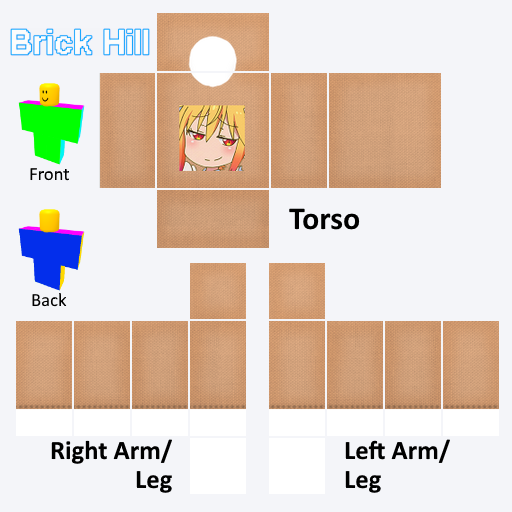 Brick Hill
Front
Torso
Back
Right Arm/
Leg
Left Arm/
Leg